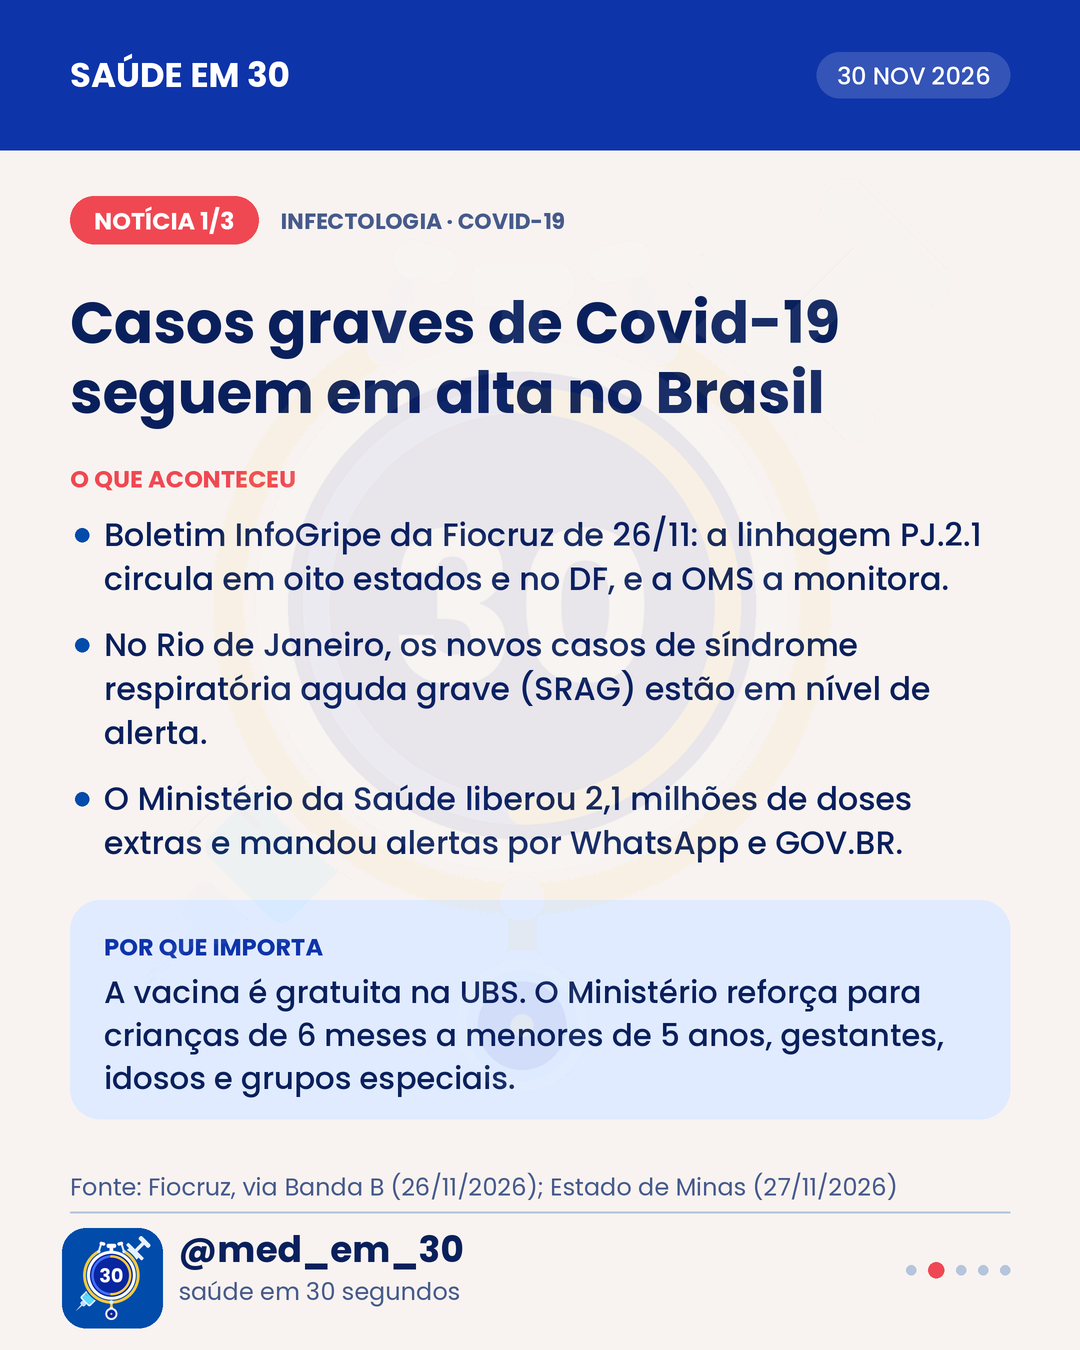 SAÚDE EM 30
30 NOV 2026
NOTÍCIA 1/3
INFECTOLOGIA · COVID-19
Casos graves de Covid-19
seguem em alta no Brasil
O QUE ACONTECEU
• Boletim InfoGripe da Fiocruz de 26/11: a linhagem PJ.2.1
circula em oito estados e no DF, e a OMS a monitora.
• No Rio de Janeiro, os novos casos de síndrome
respiratória aguda grave (SRAG) estão em nível de
alerta.
• O Ministério da Saúde liberou 2,1 milhões de doses
extras e mandou alertas por WhatsApp e GOV.BR.
30
POR QUE IMPORTA
A vacina é gratuita na UBS. O Ministério reforça para
crianças de 6 meses a menores de 5 anos, gestantes,
idosos e grupos especiais.
Fonte: Fiocruz, via Banda B (26/11/2026); Estado de Minas (27/11/2026)
30
@med_em_30
saúde em 30 segundos